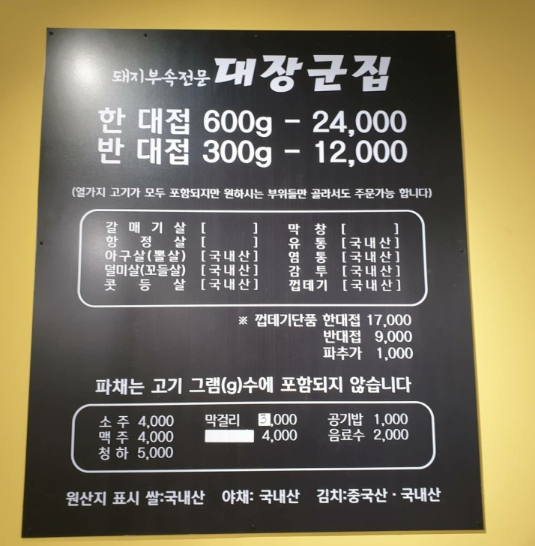 돼지부속전문 대장군집
한 대접 600g - 24,000
반 대접 300g - 12,000
(열가지 고기가 모두 포함되지만 원하시는 부위들만 골라서도 주문가능 합니다)
갈매기살 [ ] 막창 [ ]
항정살 [ ] 유통 [국내산]
아구살(뽈살) [국내산] 염통 [국내산]
덜미살(꼬들살) [국내산] 감투 [국내산]
콧등살 [국내산] 껍데기 [국내산]
※ 껍데기단품 한대접 17,000
반대접 9,000
파추가 1,000
파채는 고기 그램(g)수에 포함되지 않습니다
소주 4,000 막걸리 ,000 공기밥 1,000
맥주 4,000 4,000 음료수 2,000
청하 5,000
원산지 표시 쌀:국내산 야채: 국내산 김치:중국산 · 국내산